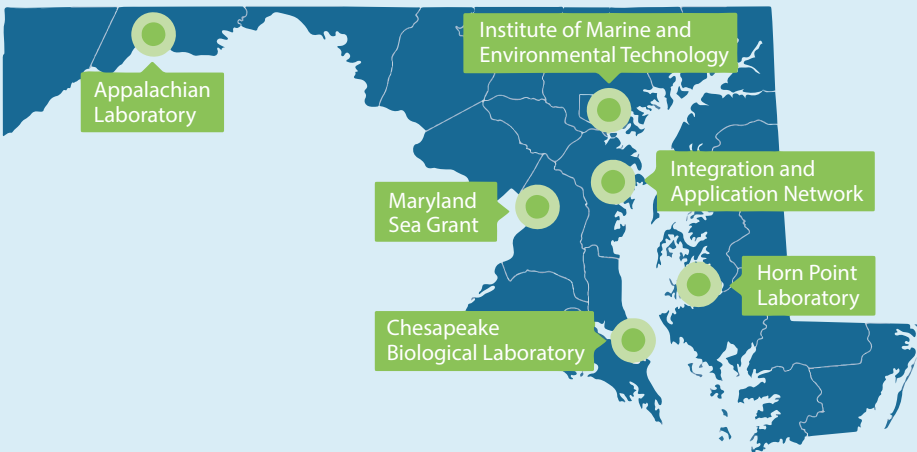 Institute of Marine and
Environmental Technology
Appalachian
Laboratory
Integration and
Application Network
Maryland
Sea Grant
Horn Point
Laboratory
Chesapeake
Biological Laboratory